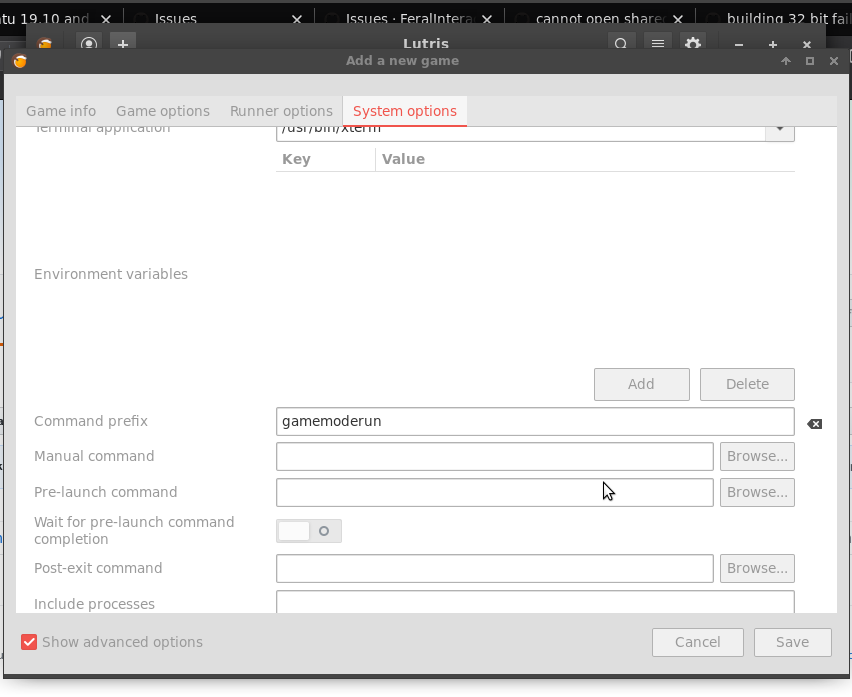 tu 19.10 and
Issues
Issues · FeralIntera
cannot open share
building 32 bit fail
Lutris
Add a new game
Game info
Game options
Runner options
System options
Terminal application
/usr/bin/xterm
Key
Value
Environment variables
Add
Delete
Command prefix
gamemoderun
Manual command
Browse...
Pre-launch command
Browse...
Wait for pre-launch command
completion
Post-exit command
Browse...
Include processes
Show advanced options
Cancel
Save